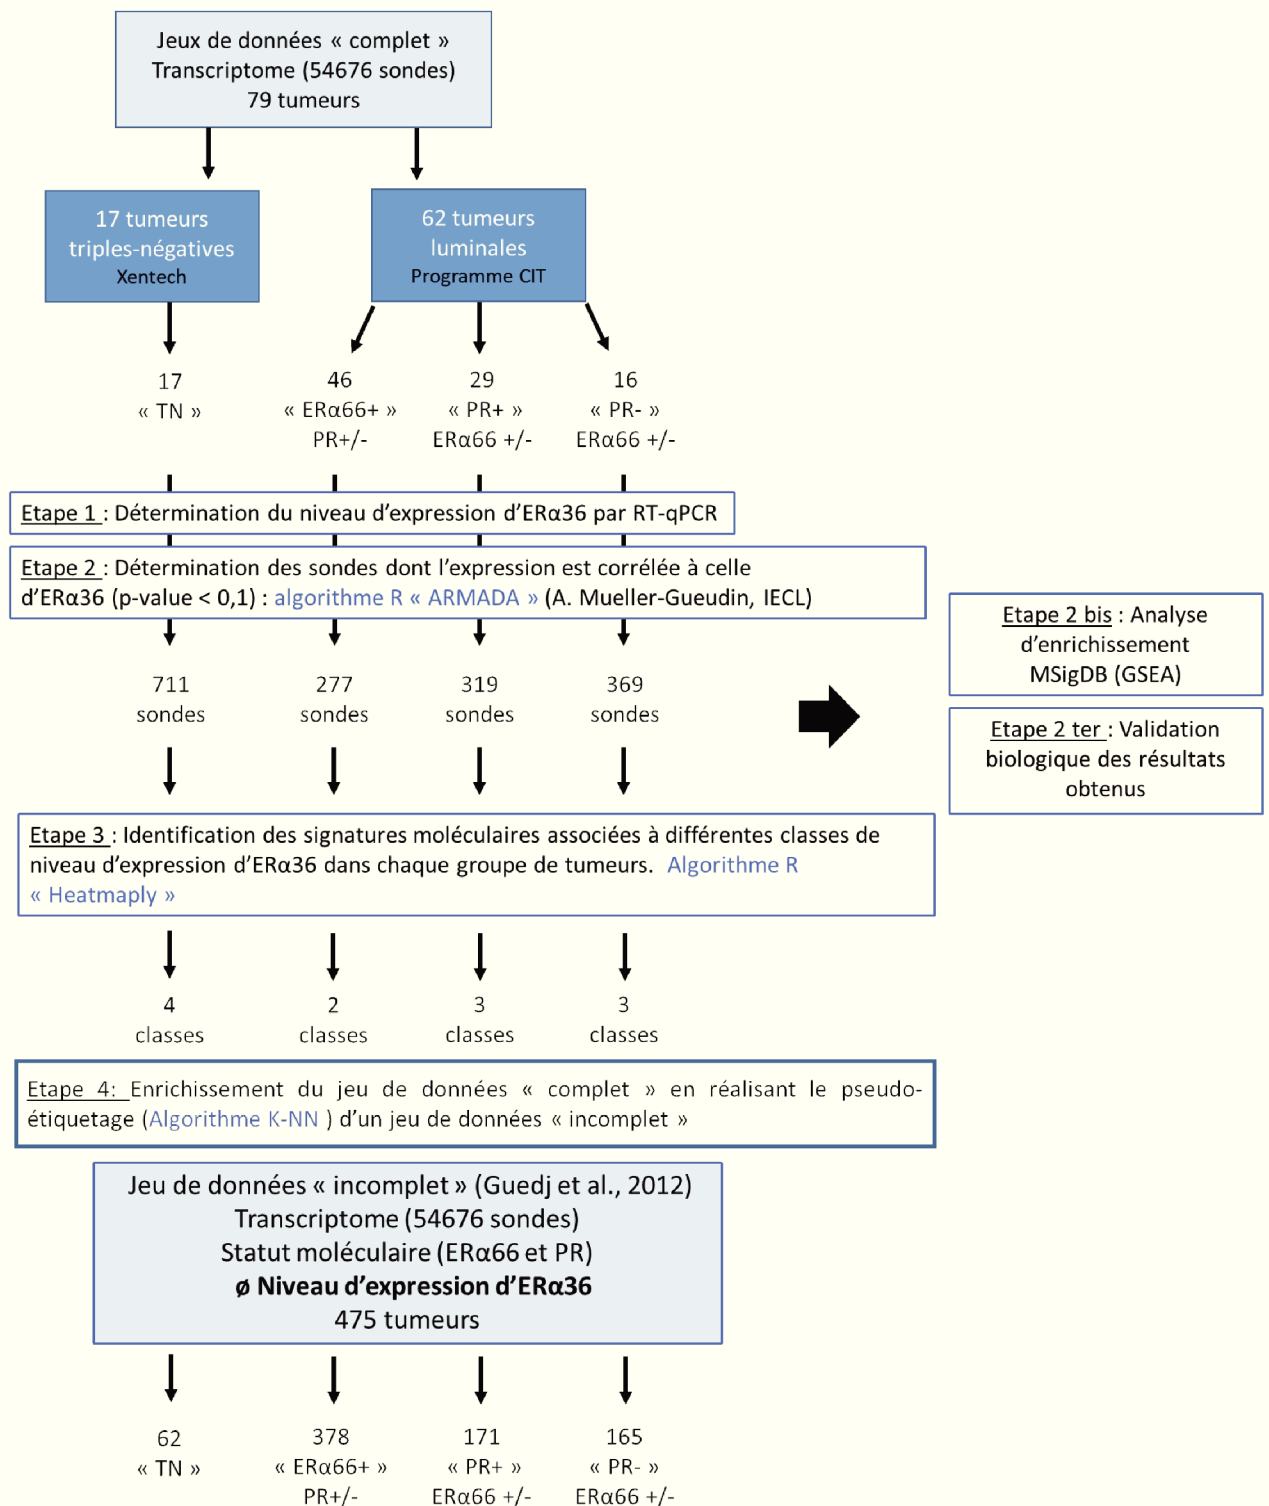 Jeux de données « complet »
Transcriptome (54676 sondes)
79 tumeurs
17 tumeurs
triples-négatives
Xentech
62 tumeurs
luminales
Programme CIT
17
« TN »
46
« ERα66+ »
PR+/-
29
« PR+ »
ERα66 +/-
16
« PR- »
ERα66 +/-
Etape 1 : Détermination du niveau d’expression d’ERα36 par RT-qPCR
Etape 2 : Détermination des sondes dont l’expression est corrélée à celle
d’ERα36 (p-value < 0,1) : algorithme R « ARMADA » (A. Mueller-Gueudin, IECL)
Etape 2 bis : Analyse
d’enrichissement
MSigDB (GSEA)
Etape 2 ter : Validation
biologique des résultats
obtenus
711
sondes
277
sondes
319
sondes
369
sondes
Etape 3 : Identification des signatures moléculaires associées à différentes classes de
niveau d’expression d’ERα36 dans chaque groupe de tumeurs. Algorithme R
« Heatmaply »
4
classes
2
classes
3
classes
3
classes
Etape 4: Enrichissement du jeu de données « complet » en réalisant le pseudo-
étiquetage (Algorithme K-NN ) d’un jeu de données « incomplet »
Jeu de données « incomplet » (Guedj et al., 2012)
Transcriptome (54676 sondes)
Statut moléculaire (ERα66 et PR)
ø Niveau d’expression d’ERα36
475 tumeurs
62
« TN »
378
« ERα66+ »
PR+/-
171
« PR+ »
ERα66 +/-
165
« PR- »
ERα66 +/-